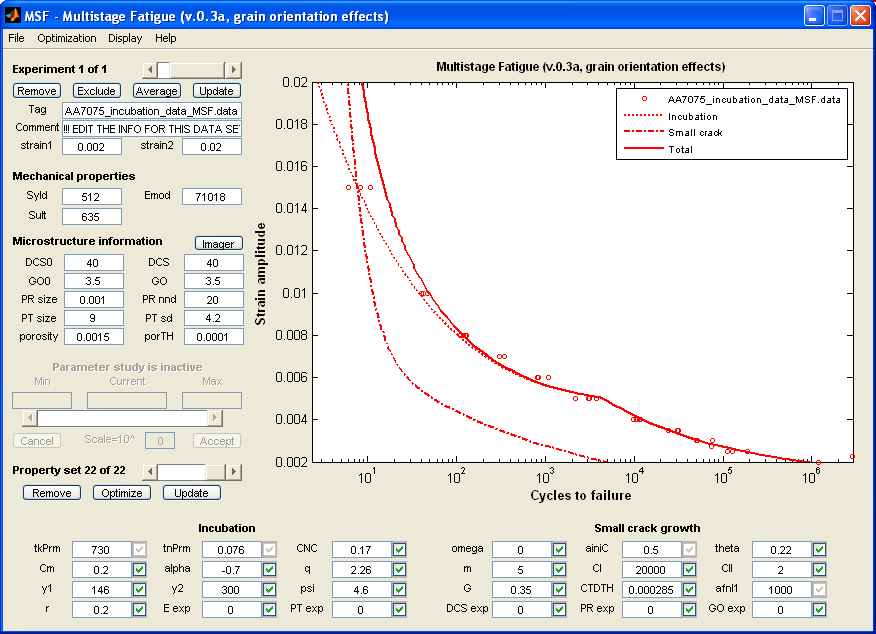 MSF - Multistage Fatigue (v.0.3a, grain orientation effects)
File Optimization Display Help
Experiment 1 of 1
Remove Exclude Average Update
Tag AA7075_incubation_data_MSF.data
Comment !!! EDIT THE INFO FOR THIS DATA SET
strain1 0.002 strain2 0.02
Mechanical properties
Syld 512 Emod 71018
Sult 635
Microstructure information Imager
DCS0 40 DCS 40
GO0 3.5 GO 3.5
PR size 0.001 PR nnd 20
PT size 9 PT sd 4.2
porosity 0.0015 porTH 0.0001
Parameter study is inactive
Min Current Max
Cancel Scale=10^ 0 Accept
Property set 22 of 22
Remove Optimize Update
Multistage Fatigue (v.0.3a, grain orientation effects)
AA7075_incubation_data_MSF.data
Incubation
Small crack
Total
Strain amplitude
0.02
0.018
0.016
0.014
0.012
0.01
0.008
0.006
0.004
0.002
10^1 10^2 10^3 10^4 10^5 10^6
Cycles to failure
Incubation
tkPrm 730 tnPrm 0.076 CNC 0.17
Cm 0.2 alpha -0.7 q 2.26
y1 146 y2 300 psi 4.6
r 0.2 E exp 0 PT exp 0
Small crack growth
omega 0 ainiC 0.5 theta 0.22
m 5 CI 20000 CII 2
G 0.35 CTDTH 0.000285 afnl1 1000
DCS exp 0 PR exp 0 GO exp 0